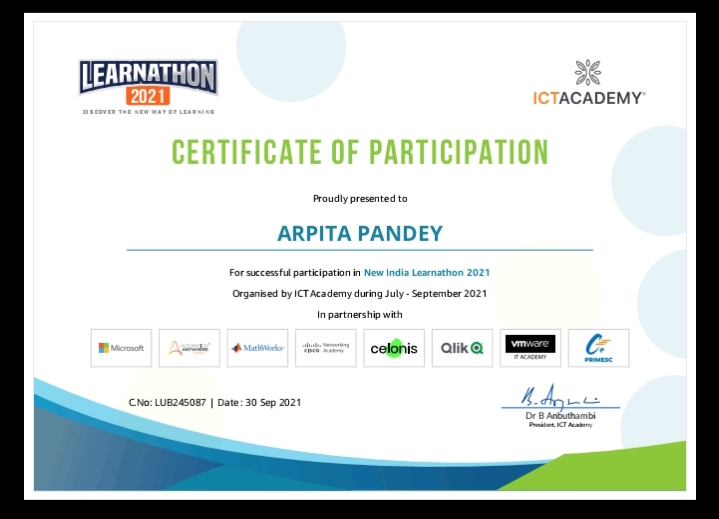 LEARNATHON
2021
DISCOVER THE NEW WAY OF LEARNING
ICTACADEMY
CERTIFICATE OF PARTICIPATION
Proudly presented to
ARPITA PANDEY
For successful participation in New India Learnathon 2021
Organised by ICT Academy during July - September 2021
In partnership with
Microsoft
AUTOMATION ANYWHERE
MathWorks
CISCO Networking Academy
celonis
Qlik
vmware
IT ACADEMY
PRIMESC
C.No: LUB245087 | Date : 30 Sep 2021
Dr B Anbuthambi
President, ICT Academy